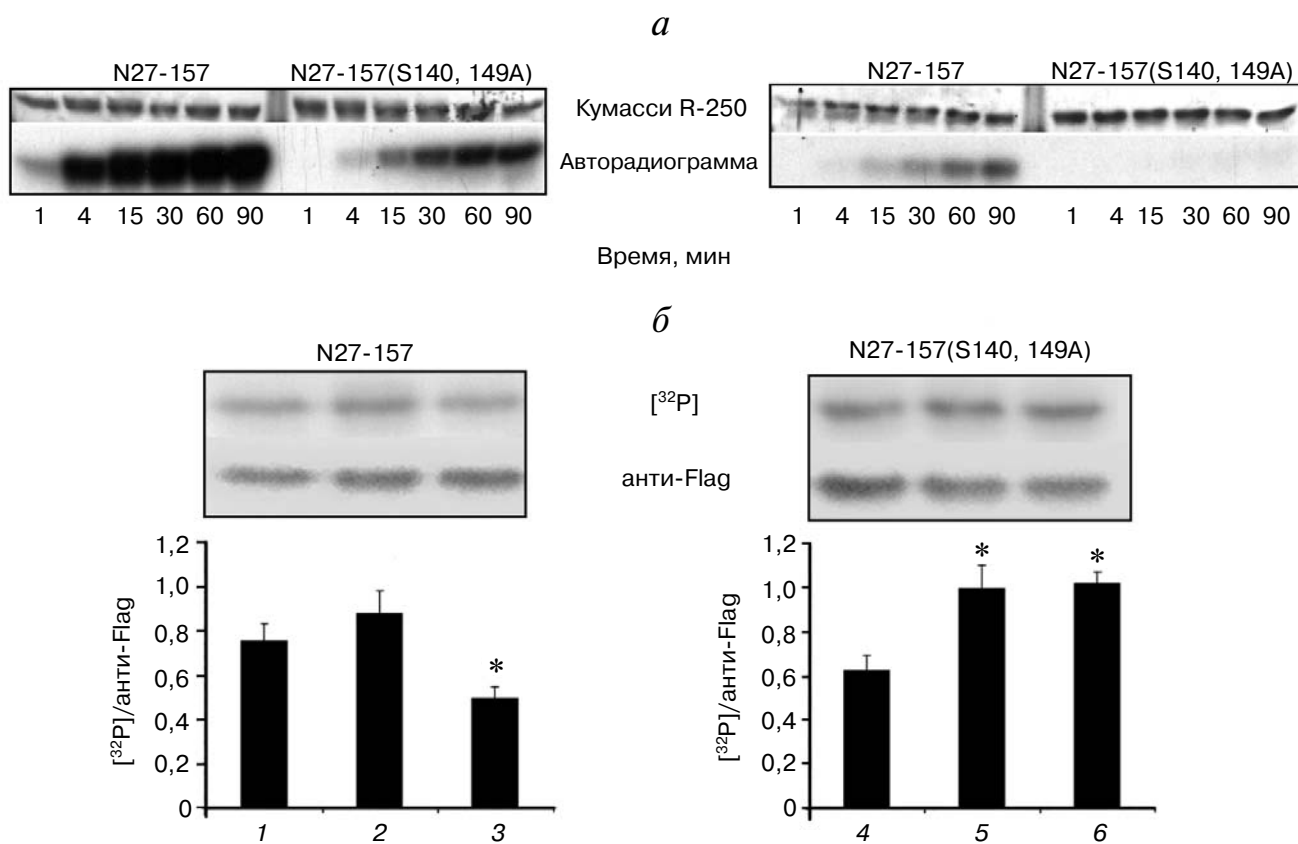 а
N27-157 N27-157(S140, 149A) N27-157 N27-157(S140, 149A)
Кумасси R-250
Авторадиограмма
1 4 15 30 60 90 1 4 15 30 60 90 1 4 15 30 60 90 1 4 15 30 60 90
Время, мин
б
N27-157 N27-157(S140, 149A)
[³²P]
анти-Flag
[³²P]/анти-Flag
1,2
1,0
0,8
0,6
0,4
0,2
0
*
1 2 3
[³²P]/анти-Flag
1,2
1,0
0,8
0,6
0,4
0,2
0
* *
4 5 6